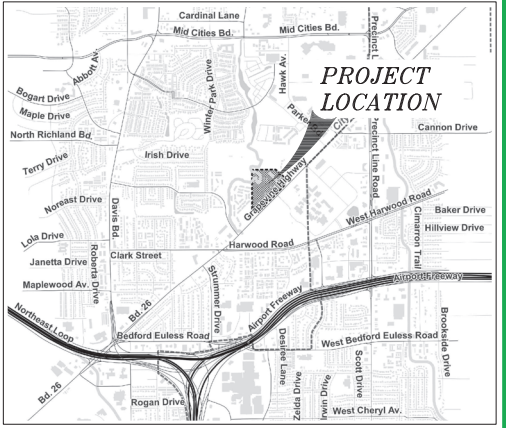 Cardinal Lane
Mid Cities Bd.
Mid Cities Bd.
Abbott Av.
Winter Park Drive
Hawk Av.
PROJECT
LOCATION
Bogart Drive
Maple Drive
North Richland Bd.
Cannon Drive
Terry Drive
Irish Drive
Grapevine Highway
Precinct Line Road
Noreast Drive
Davis Bd.
West Harwood Road
Baker Drive
Hillview Drive
Cimarron Trail
Lola Drive
Harwood Road
Clark Street
Janetta Drive
Roberta Drive
Maplewood Av.
Strummer Drive
Airport Freeway
Airport Freeway
Bd. 26
Northeast Loop
Bedford Euless Road
Desiree Lane
West Bedford Euless Road
Brookside Drive
Scott Drive
Bd. 26
Rogan Drive
Zelda Drive
Irwin Drive
West Cheryl Av.